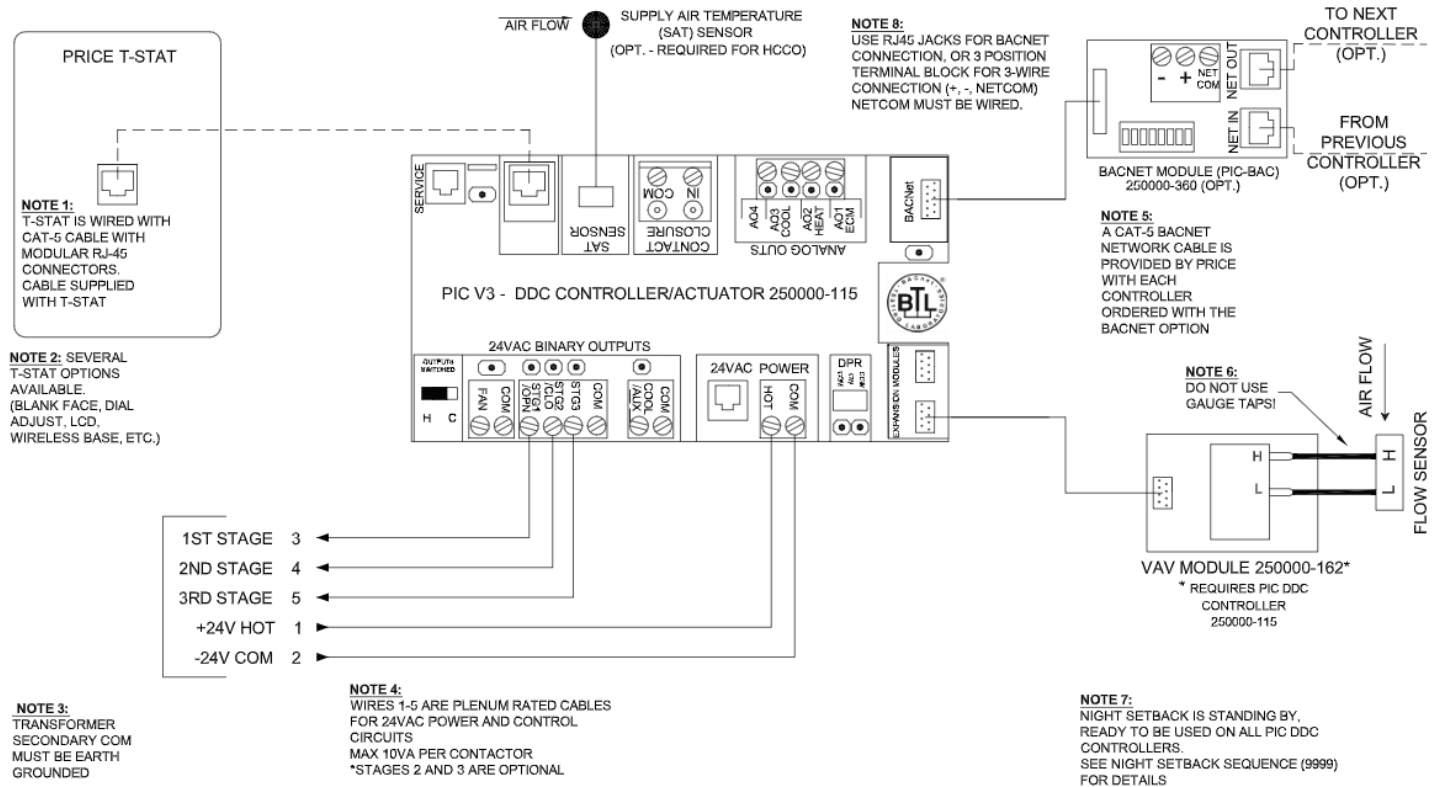 AIR FLOW
SUPPLY AIR TEMPERATURE
(SAT) SENSOR
(OPT. - REQUIRED FOR HCCO)
NOTE 8:
USE RJ45 JACKS FOR BACNET
CONNECTION, OR 3 POSITION
TERMINAL BLOCK FOR 3-WIRE
CONNECTION (+, -, NETCOM)
NETCOM MUST BE WIRED.
TO NEXT
CONTROLLER
(OPT.)
- + NET
COM
NET OUT
NET IN
FROM
PREVIOUS
CONTROLLER
(OPT.)
BACNET MODULE (PIC-BAC)
250000-360 (OPT.)
PRICE T-STAT
NOTE 1:
T-STAT IS WIRED WITH
CAT-5 CABLE WITH
MODULAR RJ-45
CONNECTORS.
CABLE SUPPLIED
WITH T-STAT
NOTE 2: SEVERAL
T-STAT OPTIONS
AVAILABLE.
(BLANK FACE, DIAL
ADJUST, LCD,
WIRELESS BASE, ETC.)
SERVICE
SAT
SENSOR
COM
IN
CONTACT
CLOSURE
AO4
AO3
COOL
AO2
HEAT
AO1
ECM
ANALOG OUTS
BACNet
NOTE 5:
A CAT-5 BACNET
NETWORK CABLE IS
PROVIDED BY PRICE
WITH EACH
CONTROLLER
ORDERED WITH THE
BACNET OPTION
PIC V3 - DDC CONTROLLER/ACTUATOR 250000-115
BTL
24VAC BINARY OUTPUTS
OUTPUTS
SWITCHED
H C
FAN
COM
STG1
/OPN
STG2
/CLO
STG3
COM
COOL
/AUX
COM
24VAC POWER
HOT
COM
DPR
CCW
CW
EXPANSION MODULES
NOTE 6:
DO NOT USE
GAUGE TAPS!
AIR FLOW
H
L
H
L
FLOW SENSOR
VAV MODULE 250000-162*
* REQUIRES PIC DDC
CONTROLLER
250000-115
1ST STAGE 3
2ND STAGE 4
3RD STAGE 5
+24V HOT 1
-24V COM 2
NOTE 3:
TRANSFORMER
SECONDARY COM
MUST BE EARTH
GROUNDED
NOTE 4:
WIRES 1-5 ARE PLENUM RATED CABLES
FOR 24VAC POWER AND CONTROL
CIRCUITS
MAX 10VA PER CONTACTOR
*STAGES 2 AND 3 ARE OPTIONAL
NOTE 7:
NIGHT SETBACK IS STANDING BY,
READY TO BE USED ON ALL PIC DDC
CONTROLLERS.
SEE NIGHT SETBACK SEQUENCE (9999)
FOR DETAILS